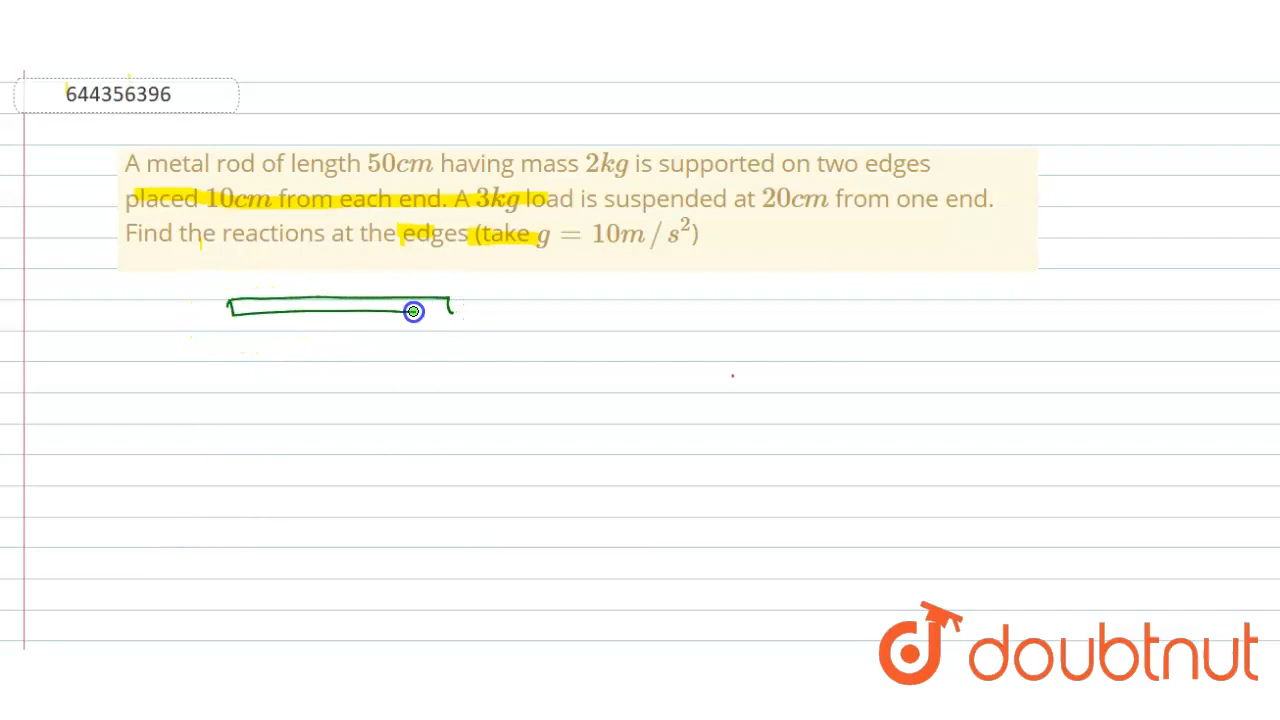 644356396
A metal rod of length 50cm having mass 2kg is supported on two edges
placed 10cm from each end. A 3kg load is suspended at 20cm from one end.
Find the reactions at the edges (take g = 10m/s²)
doubtnut